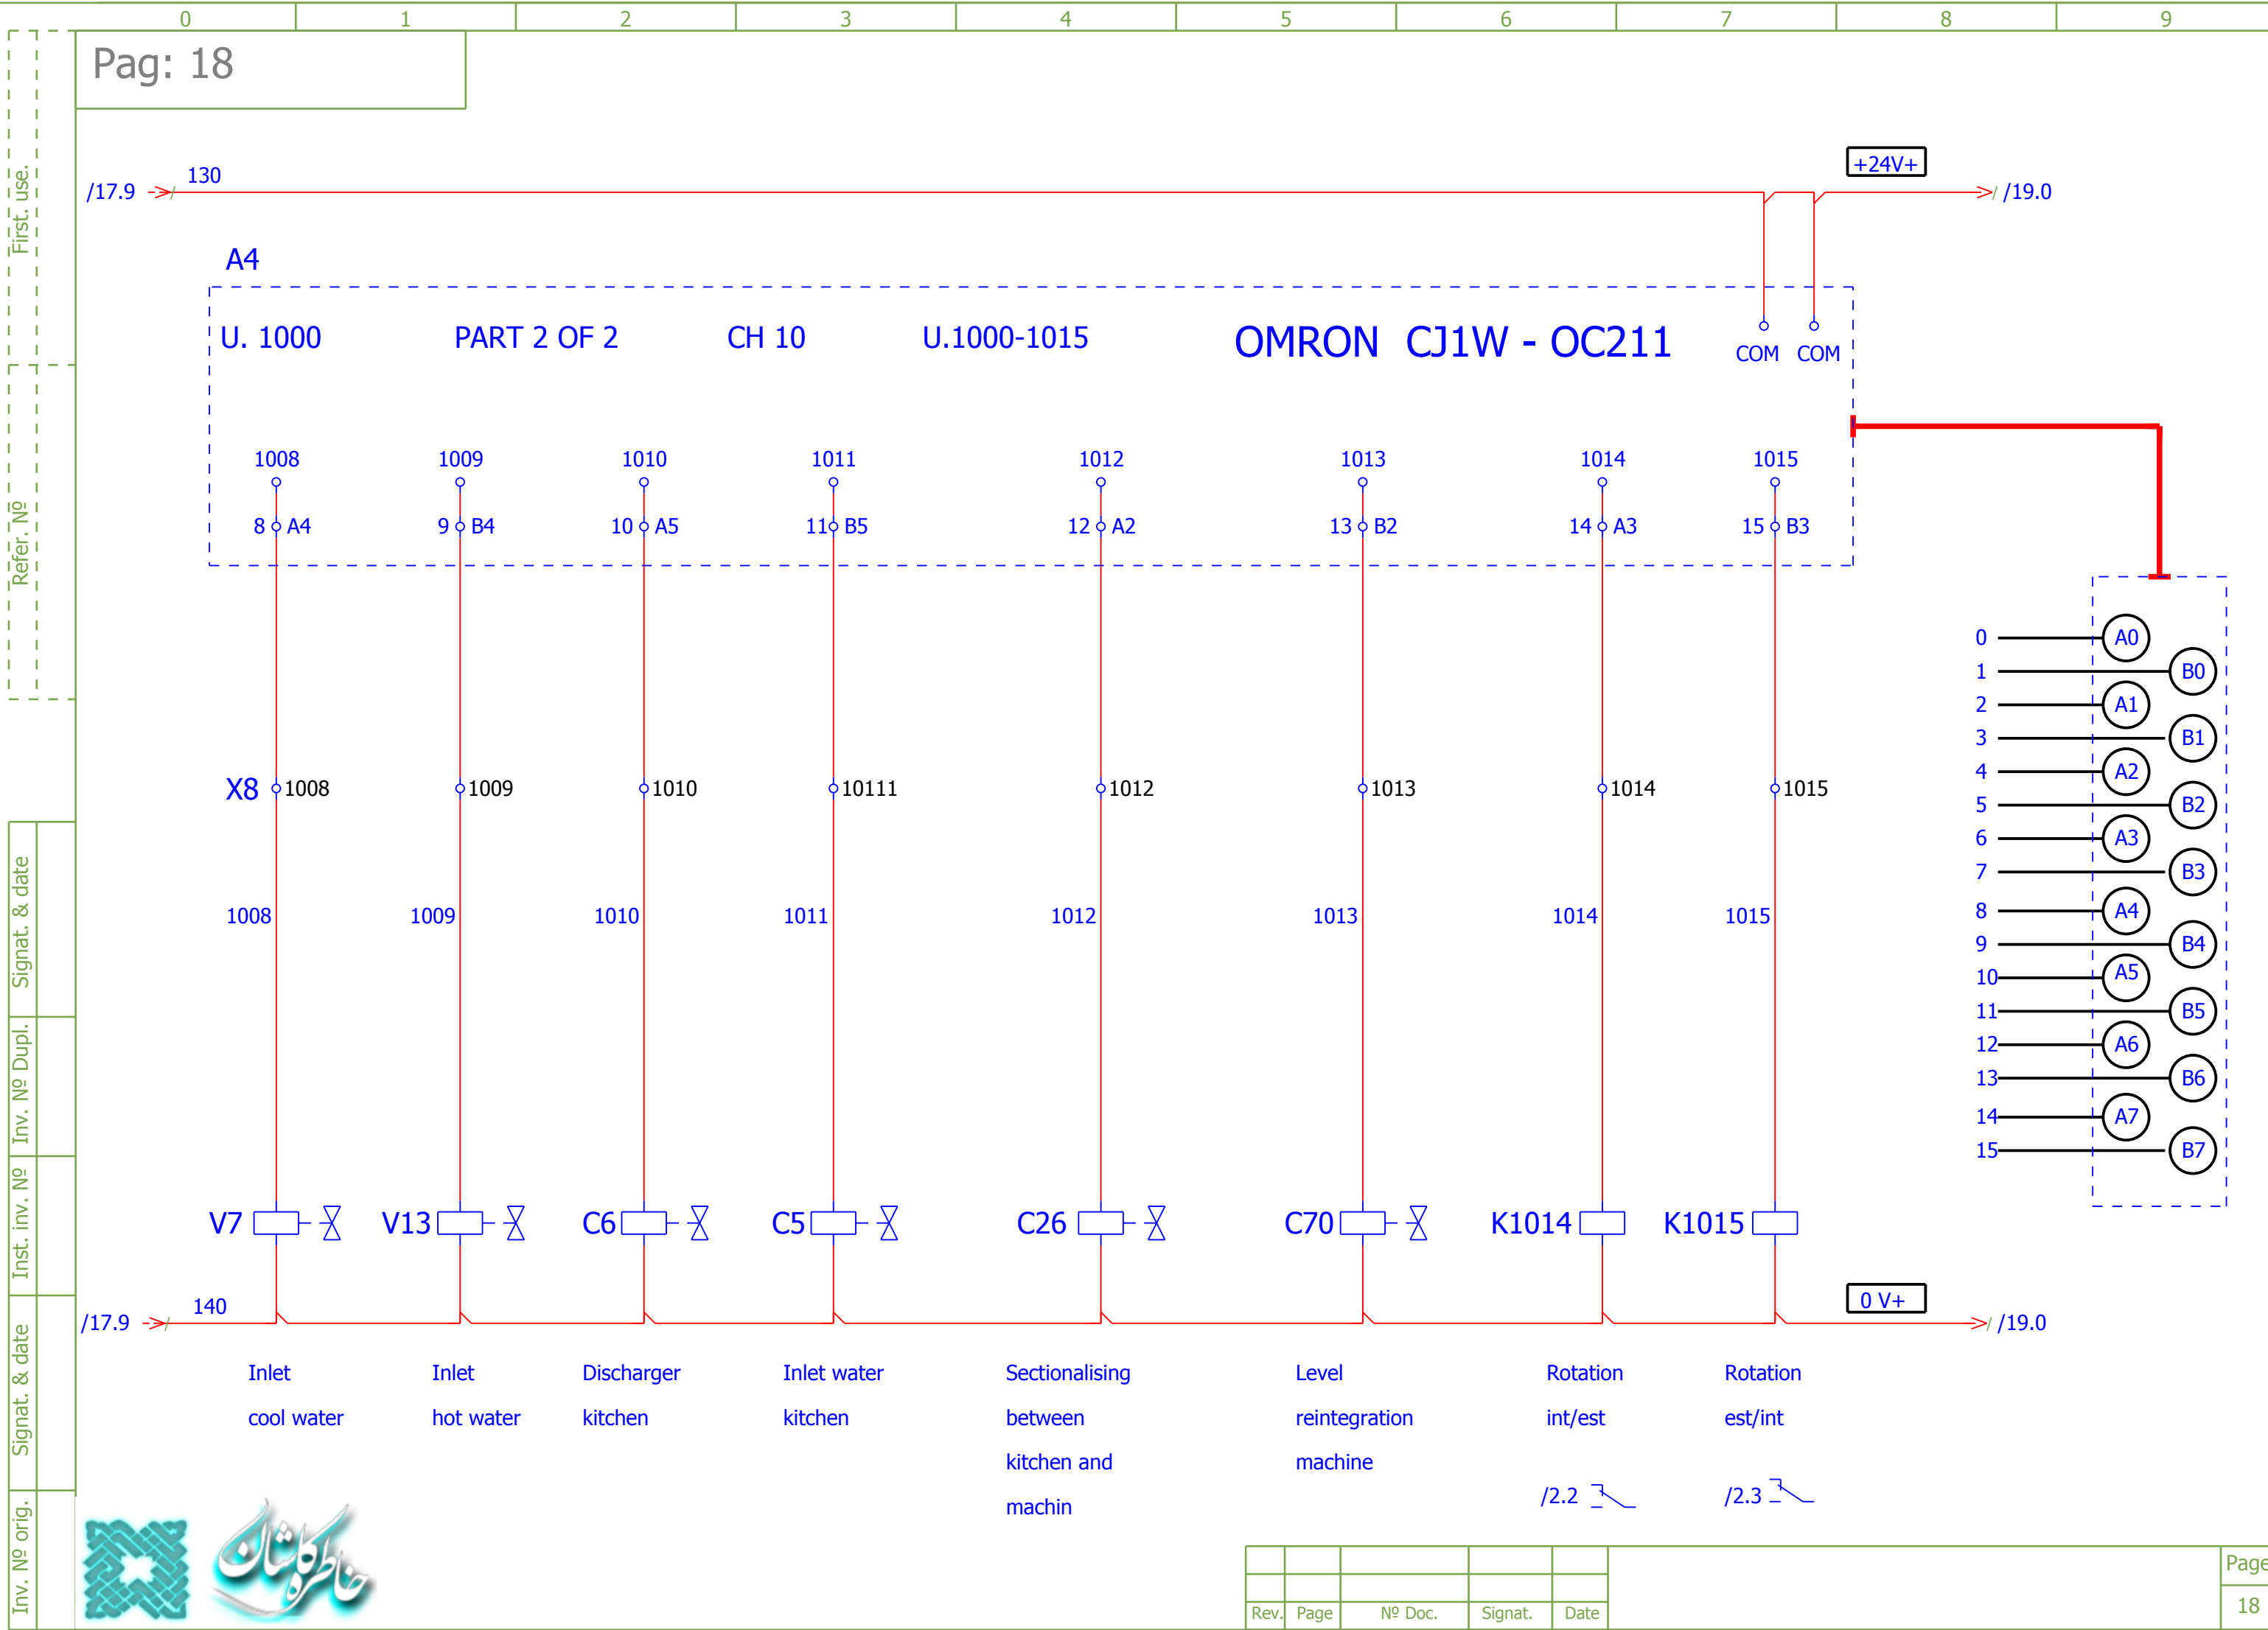 0 1 2 3 4 5 6 7 8 9
Pag: 18
First. use.
Refer. Nº
Signat. & date
Inv. Nº Dupl.
Inst. inv. Nº
Signat. & date
Inv. Nº orig.
/17.9 130 +24V+ /19.0
A4
U. 1000 PART 2 OF 2 CH 10 U.1000-1015 OMRON CJ1W - OC211 COM COM
1008 1009 1010 1011 1012 1013 1014 1015
8 A4 9 B4 10 A5 11 B5 12 A2 13 B2 14 A3 15 B3
X8 1008 1009 1010 10111 1012 1013 1014 1015
1008 1009 1010 1011 1012 1013 1014 1015
V7 V13 C6 C5 C26 C70 K1014 K1015
/17.9 140 0 V+ /19.0
Inlet
cool water
Inlet
hot water
Discharger
kitchen
Inlet water
kitchen
Sectionalising
between
kitchen and
machin
Level
reintegration
machine
Rotation
int/est
/2.2
Rotation
est/int
/2.3
0 A0
1 B0
2 A1
3 B1
4 A2
5 B2
6 A3
7 B3
8 A4
9 B4
10 A5
11 B5
12 A6
13 B6
14 A7
15 B7
خاطره کاشان
Rev. Page Nº Doc. Signat. Date
Page
18